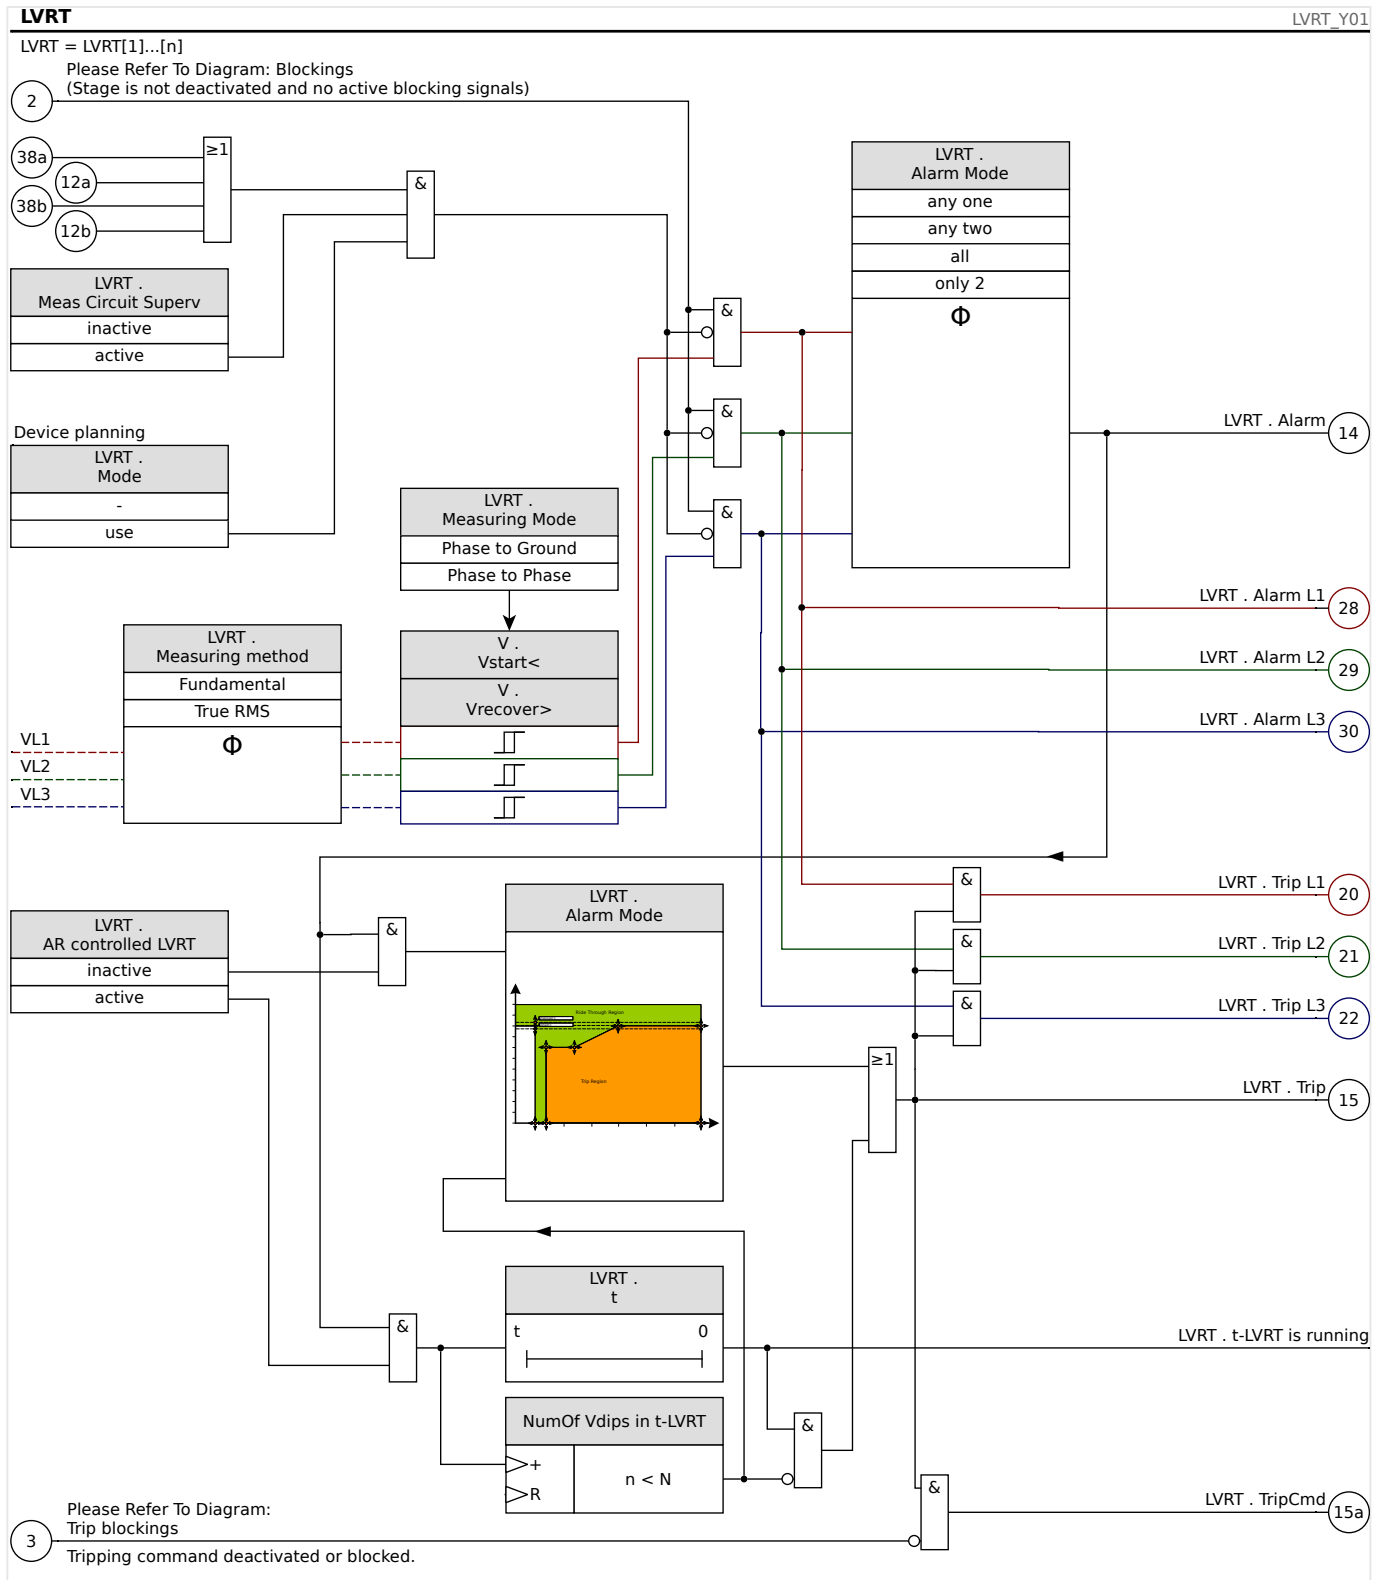 LVRT
LVRT_Y01
LVRT = LVRT[1]...[n]
Please Refer To Diagram: Blockings
(Stage is not deactivated and no active blocking signals)
2
38a
12a
38b
12b
≥1
&
LVRT .
Meas Circuit Superv
inactive
active
Device planning
LVRT .
Mode
-
use
LVRT .
Measuring Mode
Phase to Ground
Phase to Phase
LVRT .
Measuring method
Fundamental
True RMS
Φ
VL1
VL2
VL3
V .
Vstart<
V .
Vrecover>
&
&
&
LVRT .
Alarm Mode
any one
any two
all
only 2
Φ
LVRT . Alarm
14
LVRT . Alarm L1
28
LVRT . Alarm L2
29
LVRT . Alarm L3
30
LVRT .
AR controlled LVRT
inactive
active
&
LVRT .
Alarm Mode
Ride Through Region
Trip Region
&
LVRT . Trip L1
20
&
LVRT . Trip L2
21
&
LVRT . Trip L3
22
≥1
LVRT . Trip
15
&
LVRT .
t
t 0
LVRT . t-LVRT is running
NumOf Vdips in t-LVRT
+
R
n < N
&
&
LVRT . TripCmd
15a
Please Refer To Diagram:
Trip blockings
3
Tripping command deactivated or blocked.